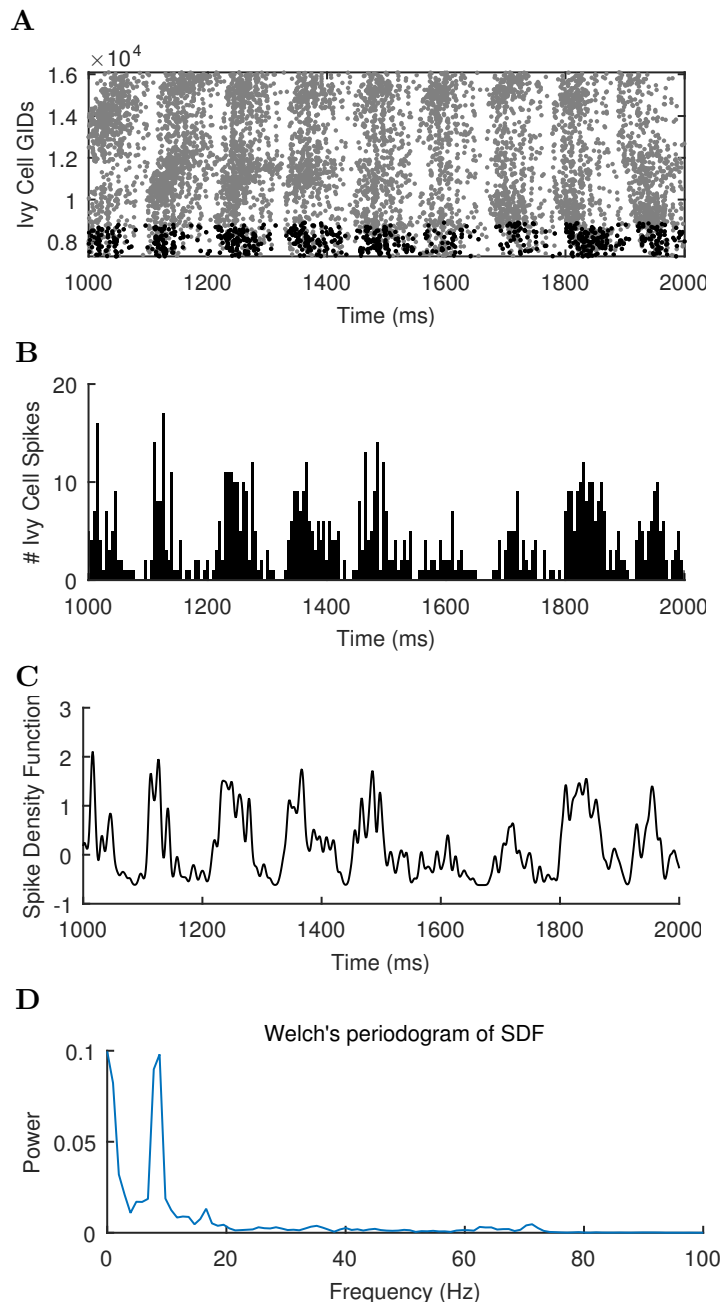 A
×10⁴
Ivy Cell GIDs
1.6
1.4
1.2
1
0.8
1000 1200 1400 1600 1800 2000
Time (ms)
B
# Ivy Cell Spikes
20
10
0
1000 1200 1400 1600 1800 2000
Time (ms)
C
Spike Density Function
3
2
1
0
-1
1000 1200 1400 1600 1800 2000
Time (ms)
D
Welch's periodogram of SDF
Power
0.1
0.05
0
0 20 40 60 80 100
Frequency (Hz)